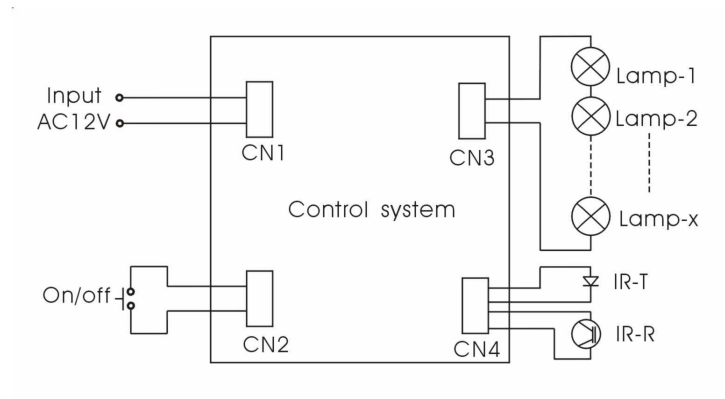 Input
AC12V
CN1
CN3
Lamp-1
Lamp-2
Lamp-x
Control system
On/off
CN2
CN4
IR-T
IR-R